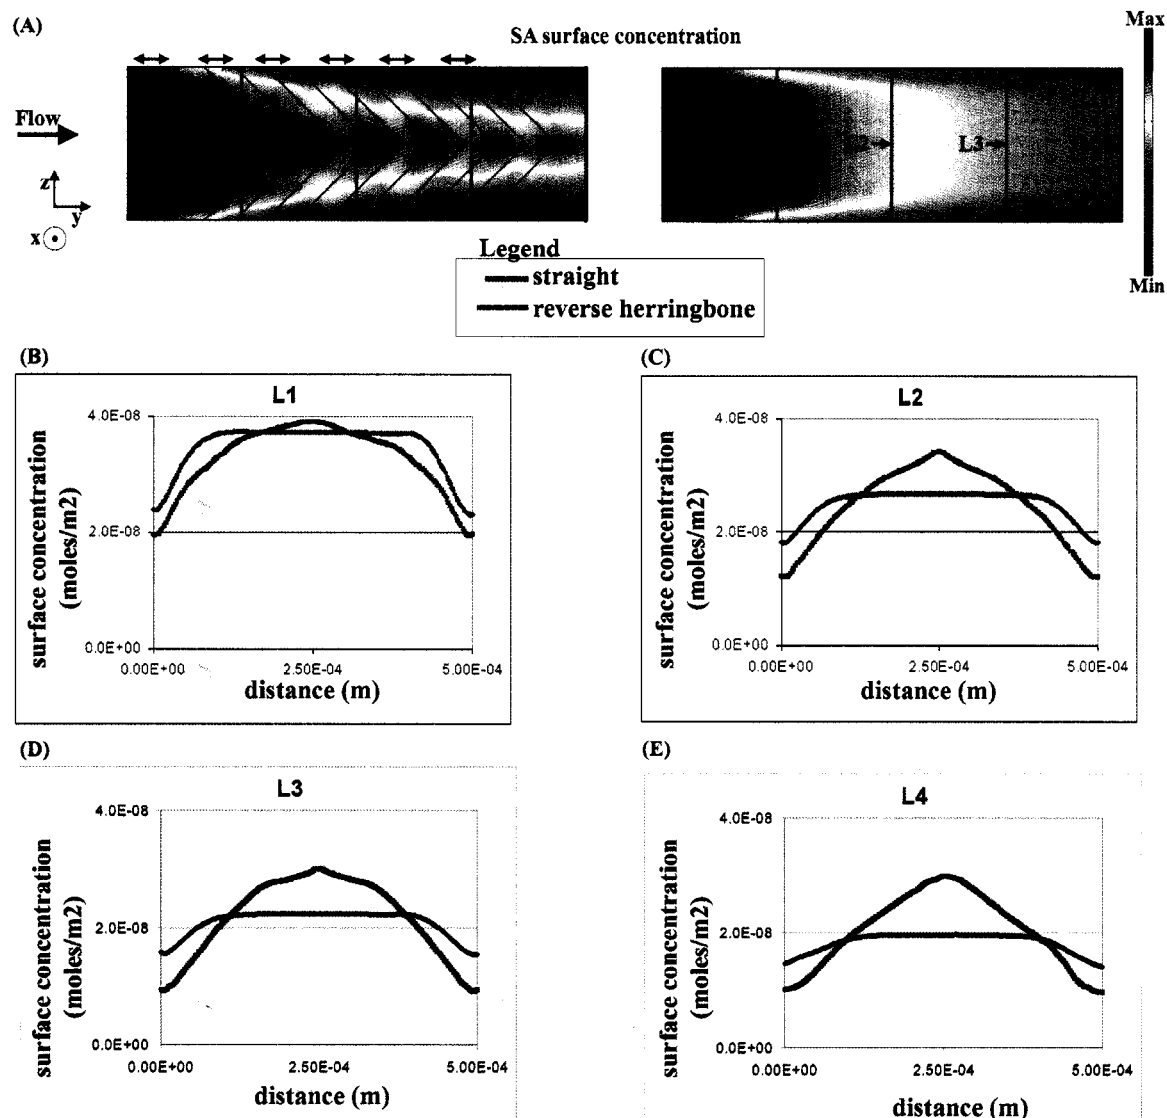 (A)
SA surface concentration
Max
Flow
L2
L3
z
y
x
Min
Legend
straight
reverse herringbone
(B)
L1
4.0E-08
2.0E-08
0.0E+00
0.00E+00 2.50E-04 5.00E-04
surface concentration
(moles/m2)
distance (m)
(C)
L2
4.0E-08
2.0E-08
0.0E+00
0.00E+00 2.50E-04 5.00E-04
surface concentration
(moles/m2)
distance (m)
(D)
L3
4.0E-08
2.0E-08
0.0E+00
0.00E+00 2.50E-04 5.00E-04
surface concentration
(moles/m2)
distance (m)
(E)
L4
4.0E-08
2.0E-08
0.0E+00
0.00E+00 2.50E-04 5.00E-04
surface concentration
(moles/m2)
distance (m)